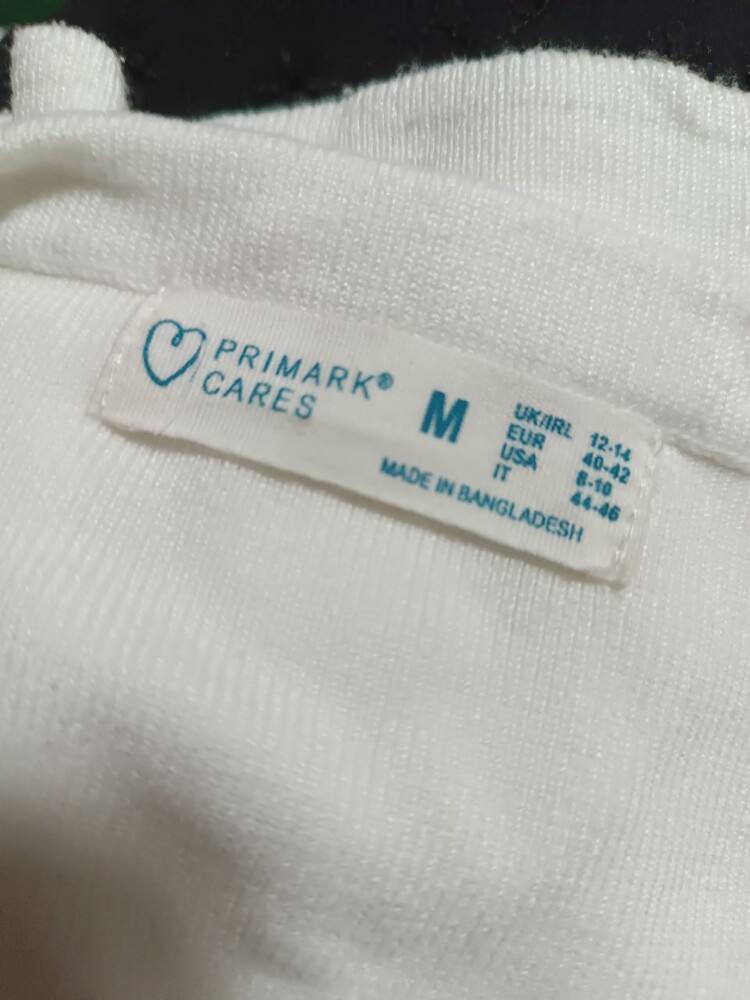 PRIMARK®
CARES
M
UK/IRL 12-14
EUR 40-42
USA 8-10
IT 44-46
MADE IN BANGLADESH